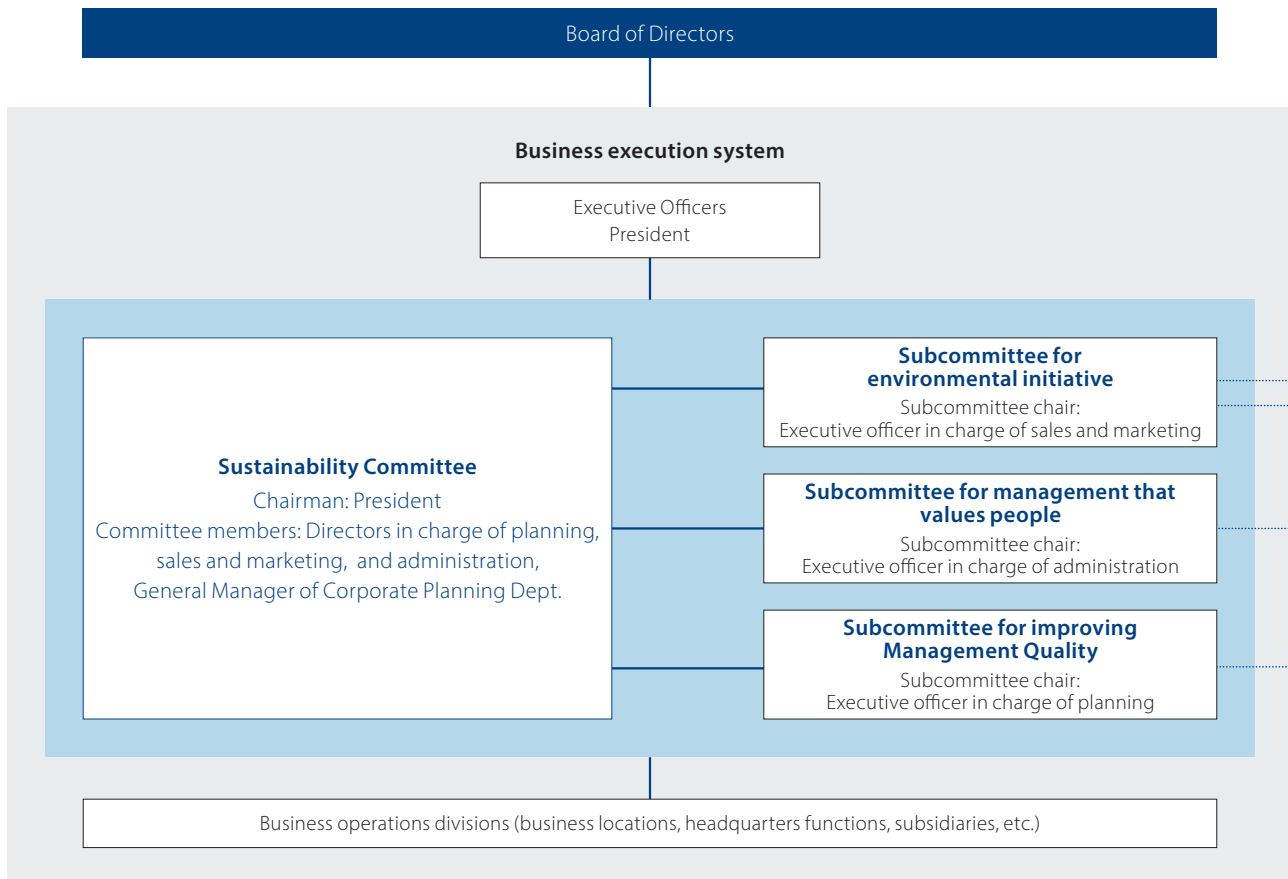 Board of Directors
Business execution system
Executive Officers
President
Sustainability Committee
Chairman: President
Committee members: Directors in charge of planning,
sales and marketing, and administration,
General Manager of Corporate Planning Dept.
Subcommittee for
environmental initiative
Subcommittee chair:
Executive officer in charge of sales and marketing
Subcommittee for management that
values people
Subcommittee chair:
Executive officer in charge of administration
Subcommittee for improving
Management Quality
Subcommittee chair:
Executive officer in charge of planning
Business operations divisions (business locations, headquarters functions, subsidiaries, etc.)